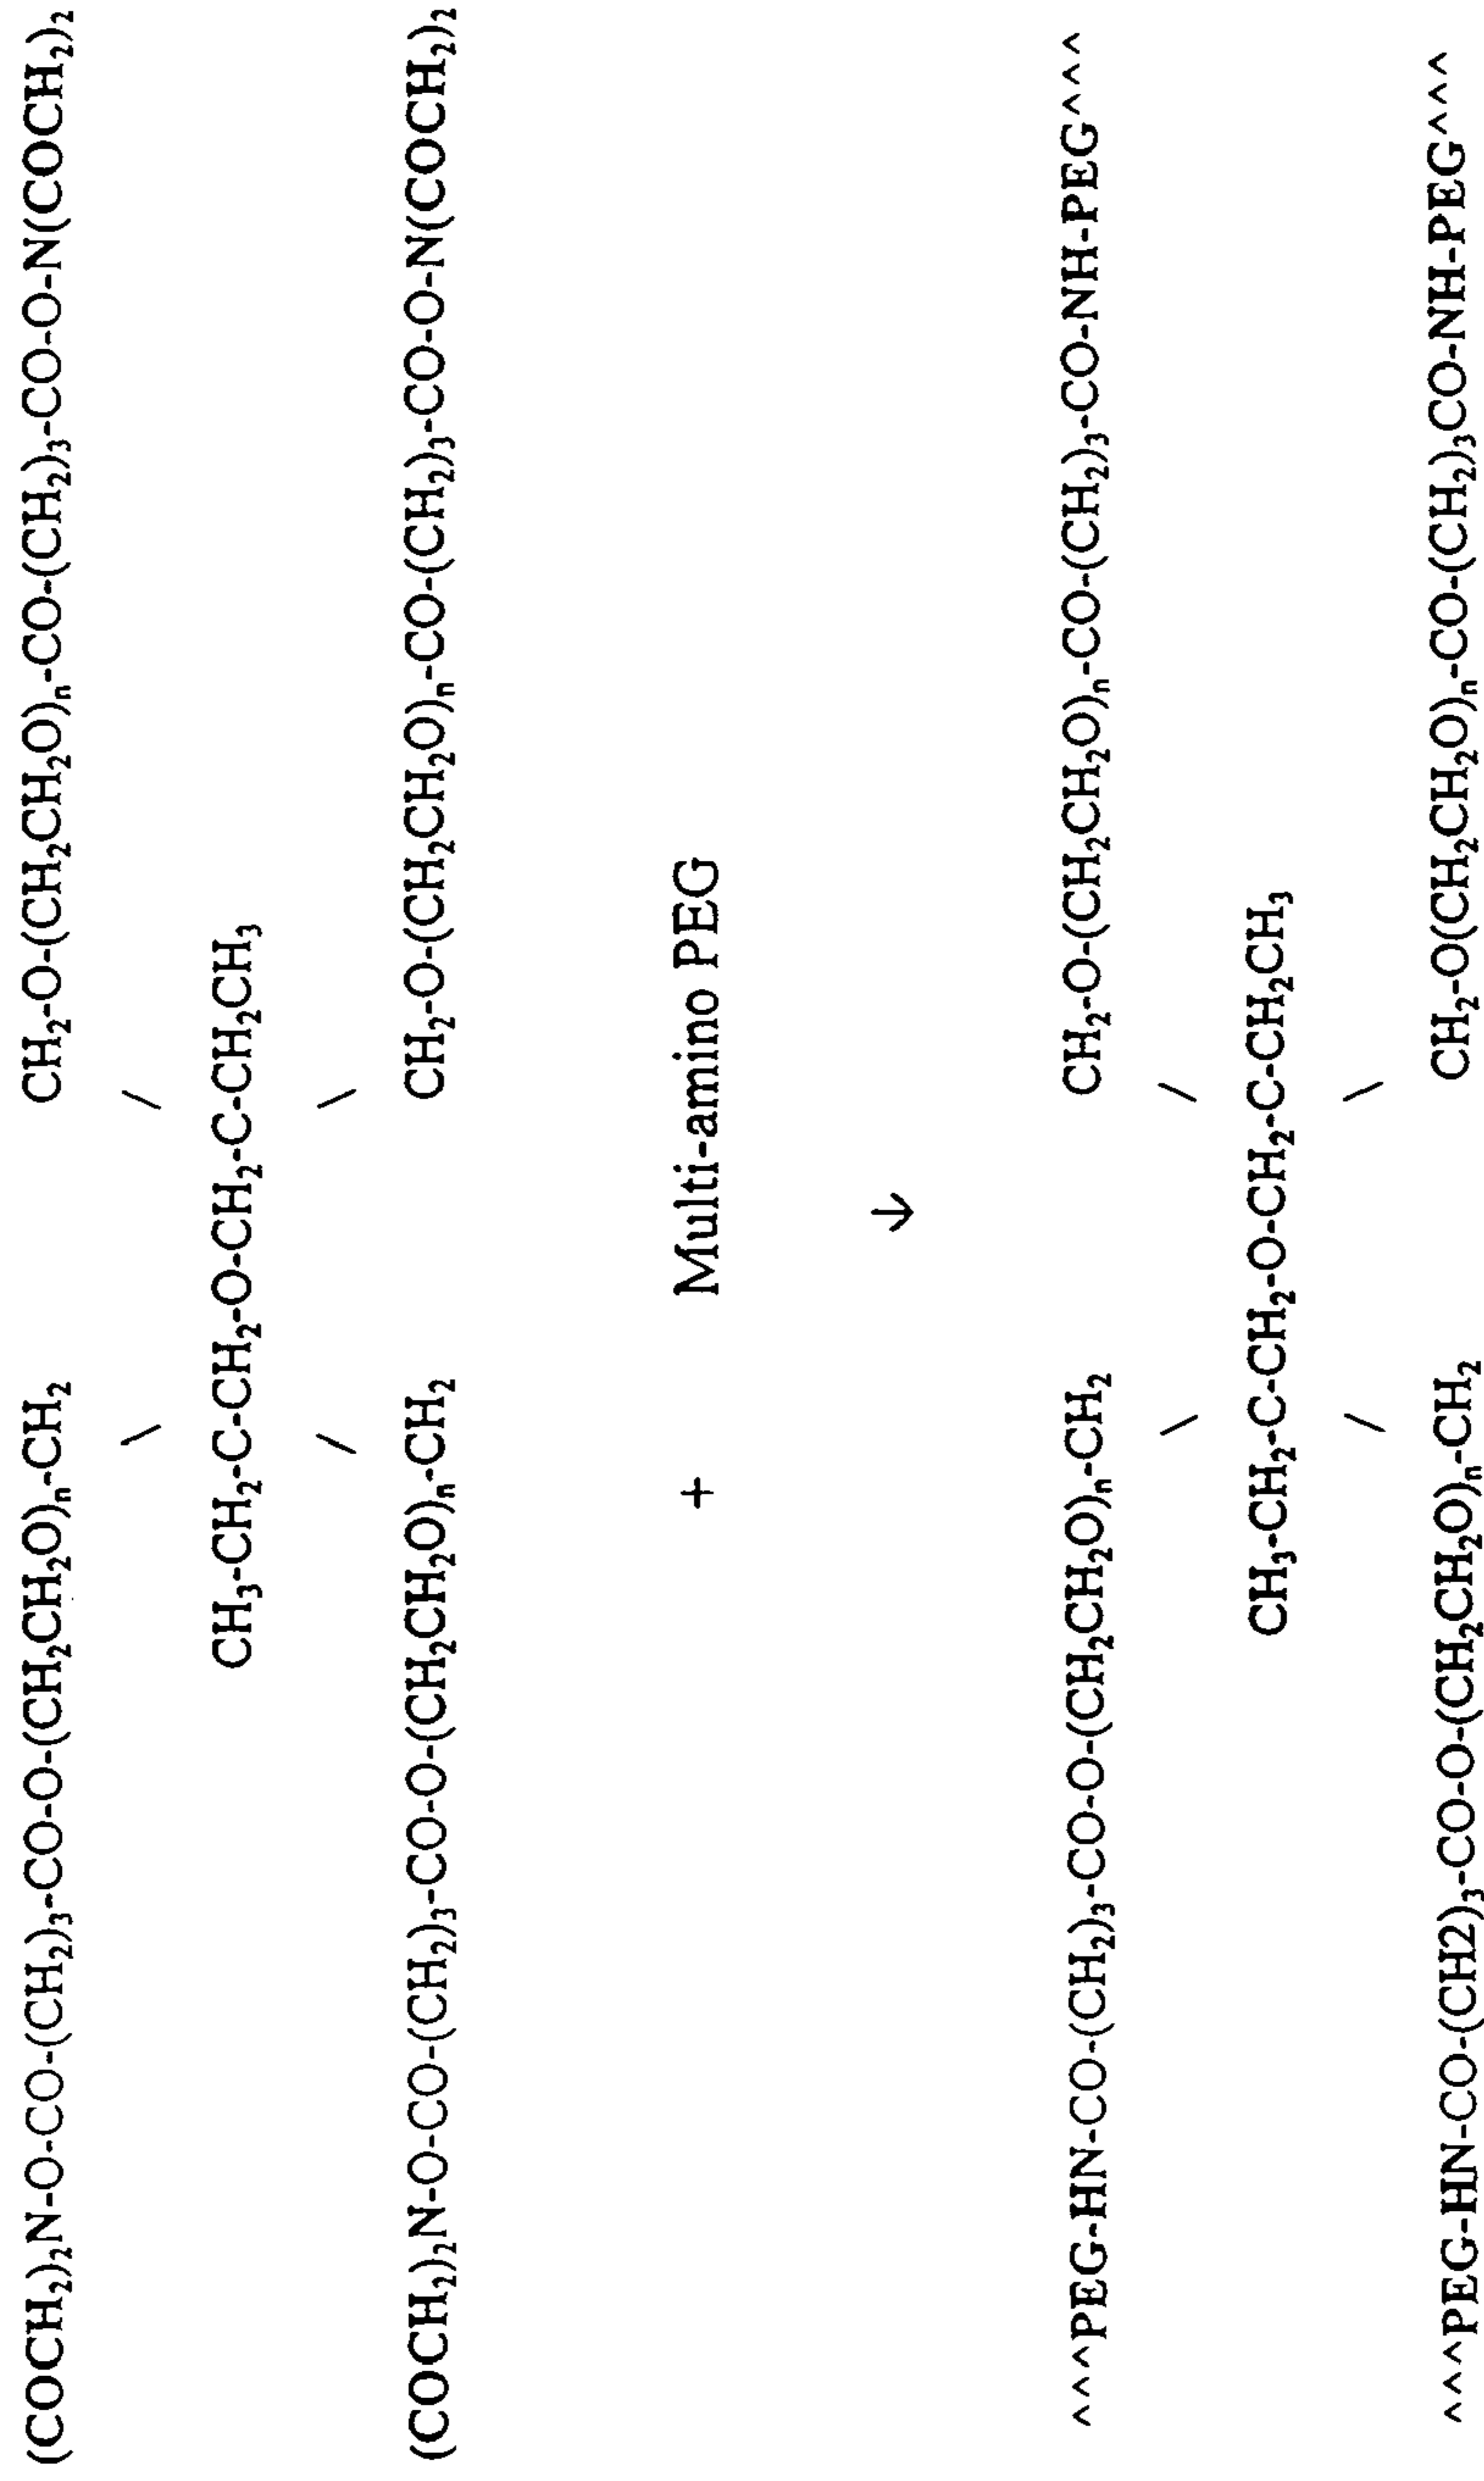 (COCH₂)₂N-O-CO-(CH₂)₃-CO-O-(CH₂CH₂O)ₙ-CH₂ CH₂-O-(CH₂CH₂O)ₙ-CO-(CH₂)₃-CO-O-N(COCH₂)₂
\ /
CH₃-CH₂-C-CH₂-O-CH₂-C-CH₂CH₃
/ \
(COCH₂)₂N-O-CO-(CH₂)₃-CO-O-(CH₂CH₂O)ₙ-CH₂ CH₂-O-(CH₂CH₂O)ₙ-CO-(CH₂)₃-CO-O-N(COCH₂)₂
+ Multi-amino PEG
↓
^^^PEG-HN-CO-(CH₂)₃-CO-O-(CH₂CH₂O)ₙ-CH₂ CH₂-O-(CH₂CH₂O)ₙ-CO-(CH₂)₃-CO-NH-PEG^^^
\ /
CH₃-CH₂-C-CH₂-O-CH₂-C-CH₂CH₃
/ \
^^^PEG-HN-CO-(CH2)₃-CO-O-(CH₂CH₂O)ₙ-CH₂ CH₂-O(CH₂CH₂O)ₙ-CO-(CH₂)₃CO-NH-PEG^^^